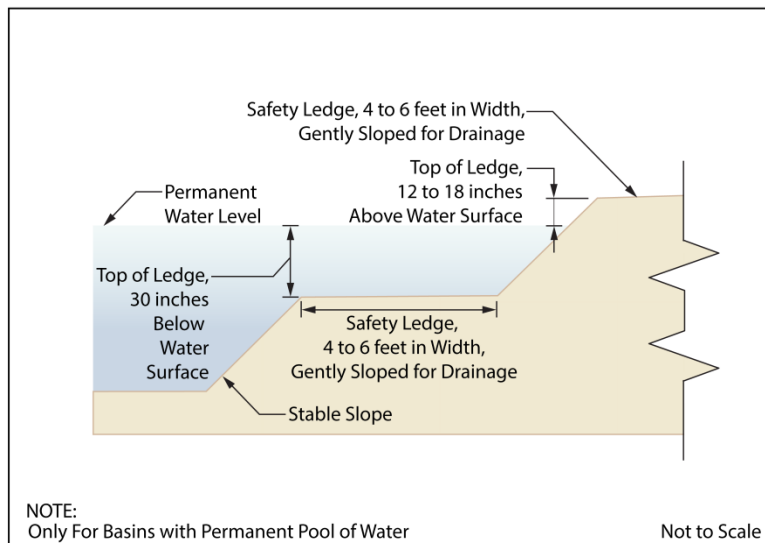 Safety Ledge, 4 to 6 feet in Width,
Gently Sloped for Drainage
Top of Ledge,
12 to 18 inches
Above Water Surface
Permanent
Water Level
Top of Ledge,
30 inches
Below
Water
Surface
Safety Ledge,
4 to 6 feet in Width,
Gently Sloped for Drainage
Stable Slope
NOTE:
Only For Basins with Permanent Pool of Water
Not to Scale